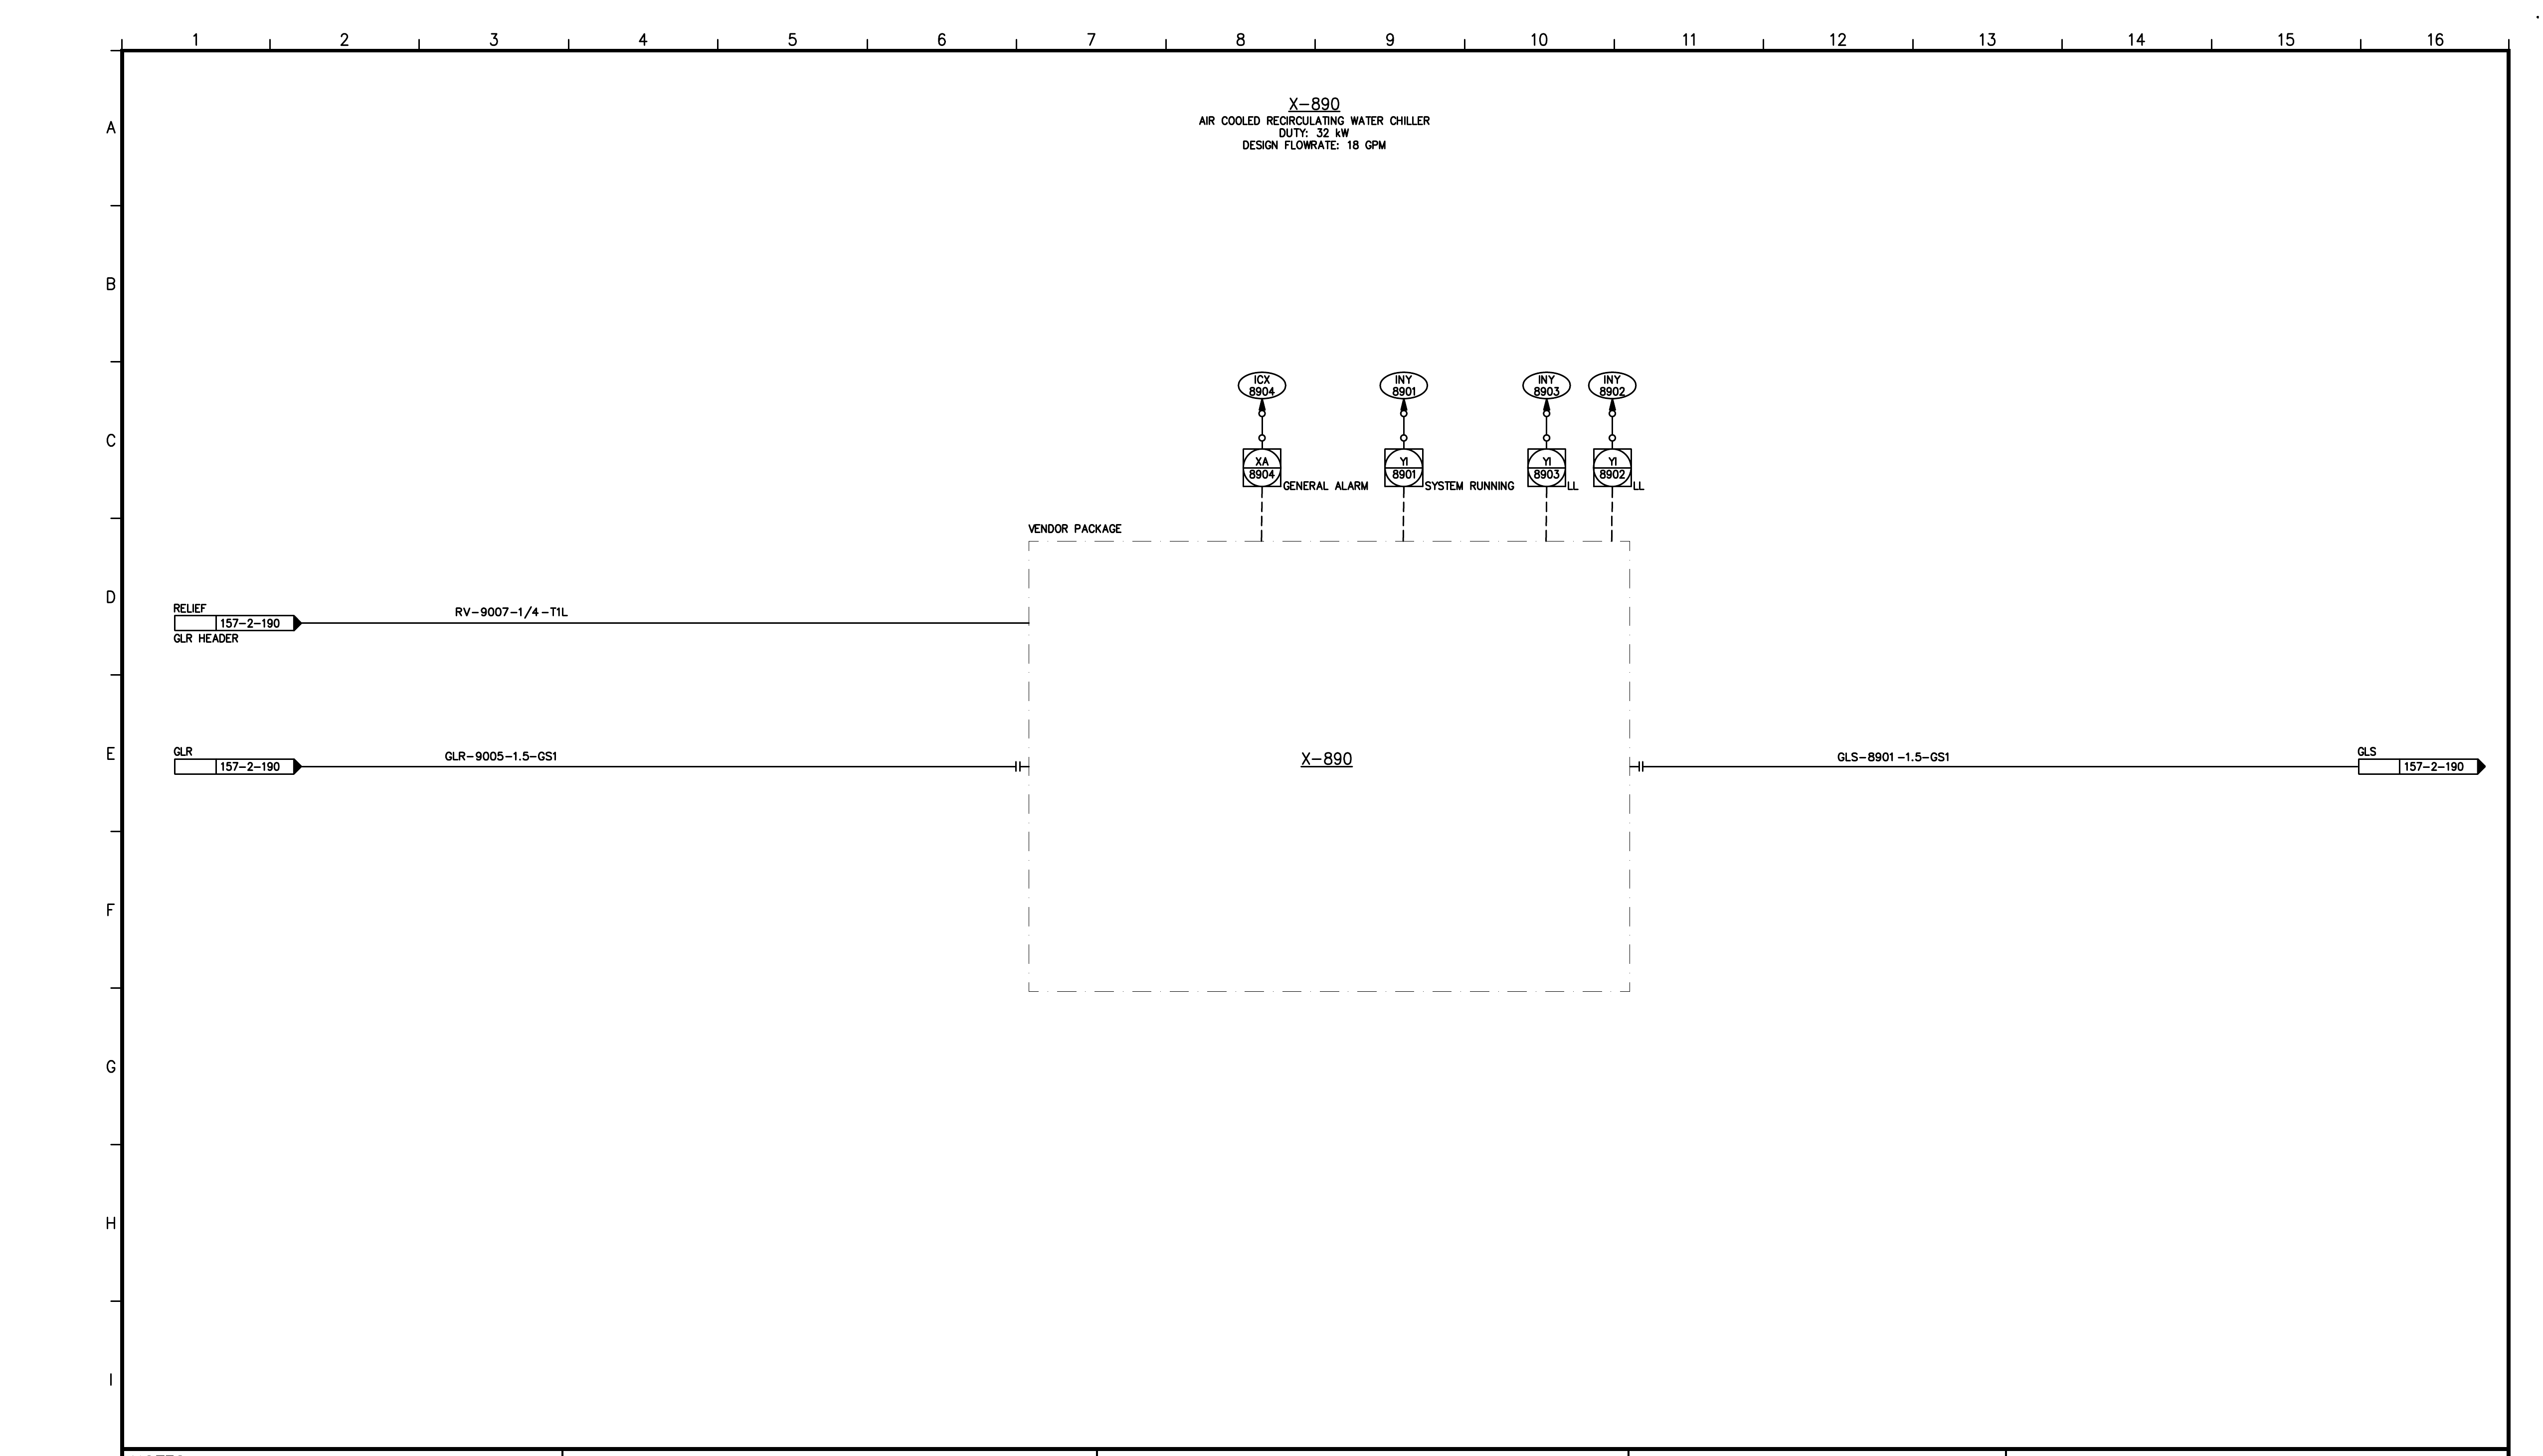 1 2 3 4 5 6 7 8 9 10 11 12 13 14 15 16
A
X-890
AIR COOLED RECIRCULATING WATER CHILLER
DUTY: 32 kW
DESIGN FLOWRATE: 18 GPM
B
ICX INY INY INY
8904 8901 8903 8902
C
XA YI YI YI
8904 8901 8903 8902
GENERAL ALARM SYSTEM RUNNING LL LL
VENDOR PACKAGE
D
RELIEF
157-2-190
GLR HEADER
RV-9007-1/4-T1L
E
GLR
157-2-190
GLR-9005-1.5-GS1
X-890
GLS-8901-1.5-GS1
GLS
157-2-190
F
G
H
I